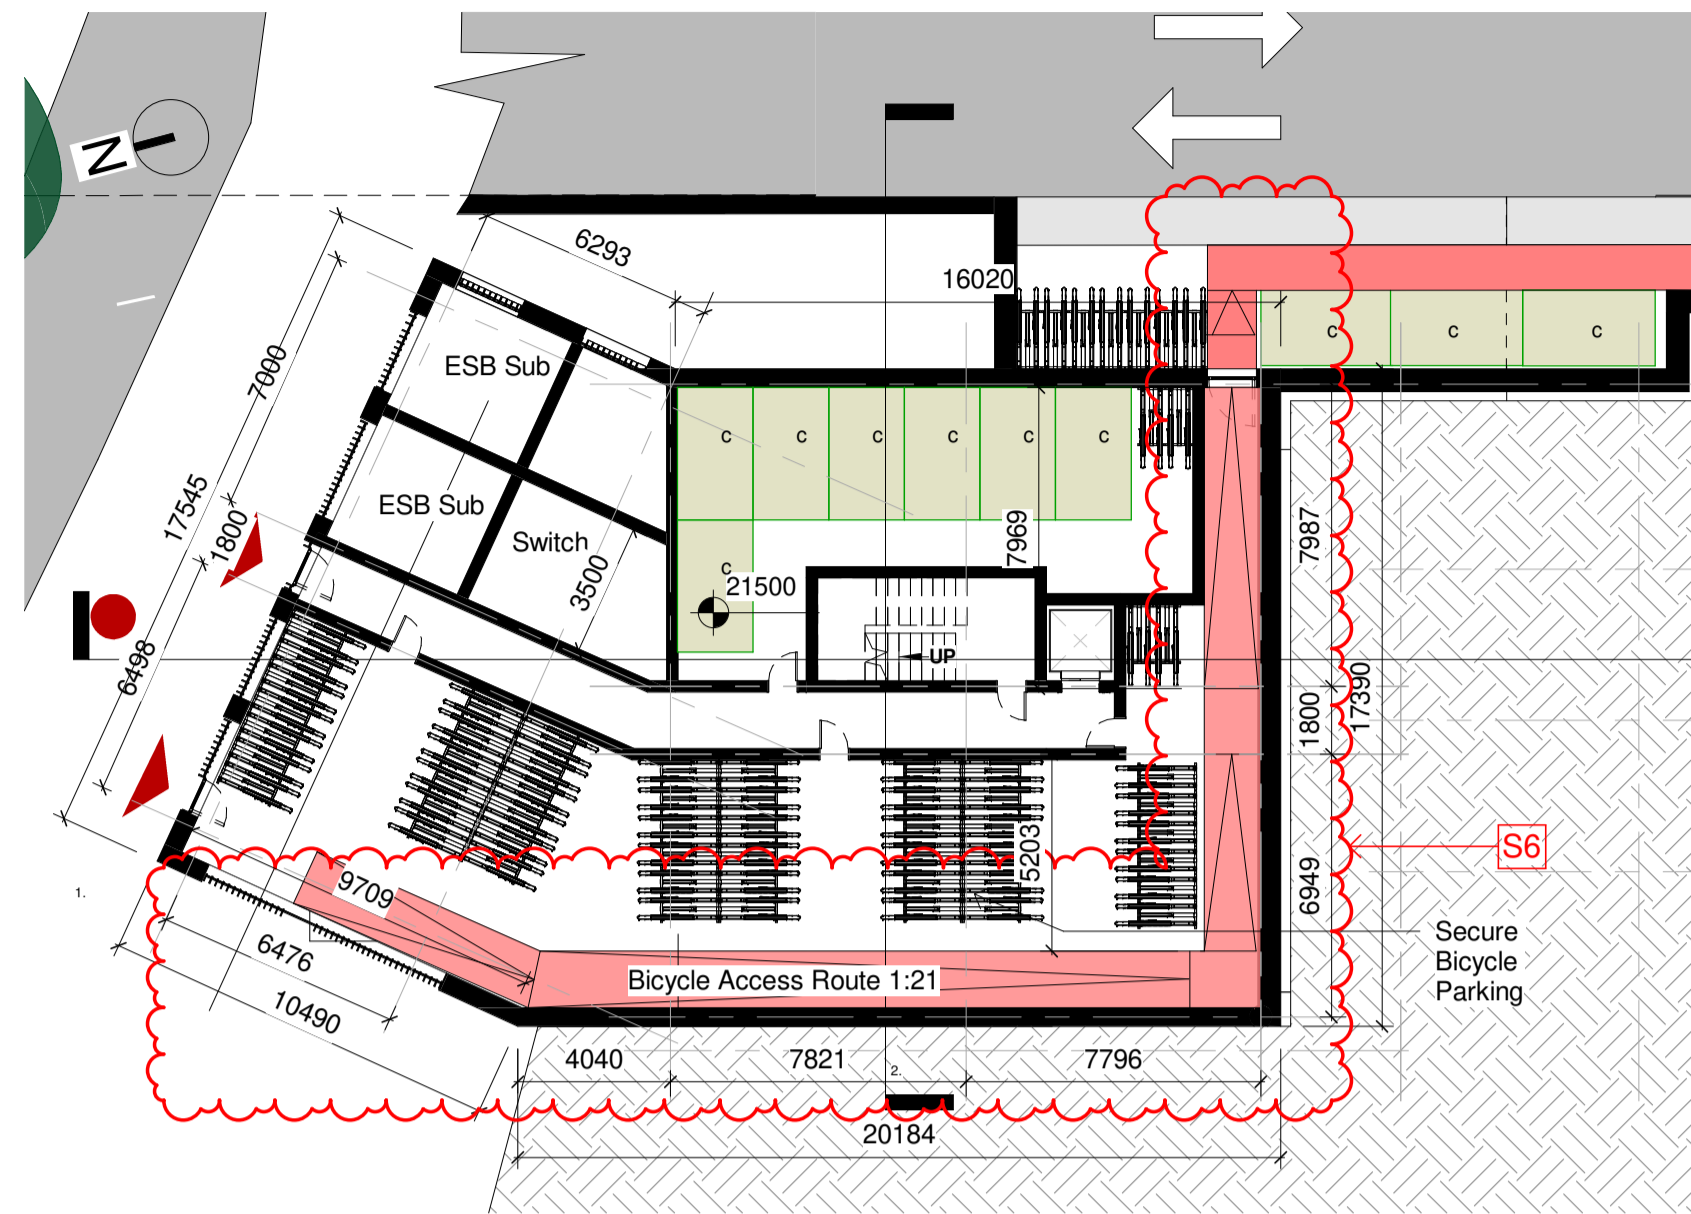 N
6293
16020
7000
ESB Sub
c
c
c
c
c
c
c
c
c
ESB Sub
17545
1800
Switch
7969
7987
3500
c
21500
UP
6498
1800
17390
5203
S6
1.
9709
6949
Secure
Bicycle
Parking
6476
Bicycle Access Route 1:21
10490
4040
7821
2.
7796
20184